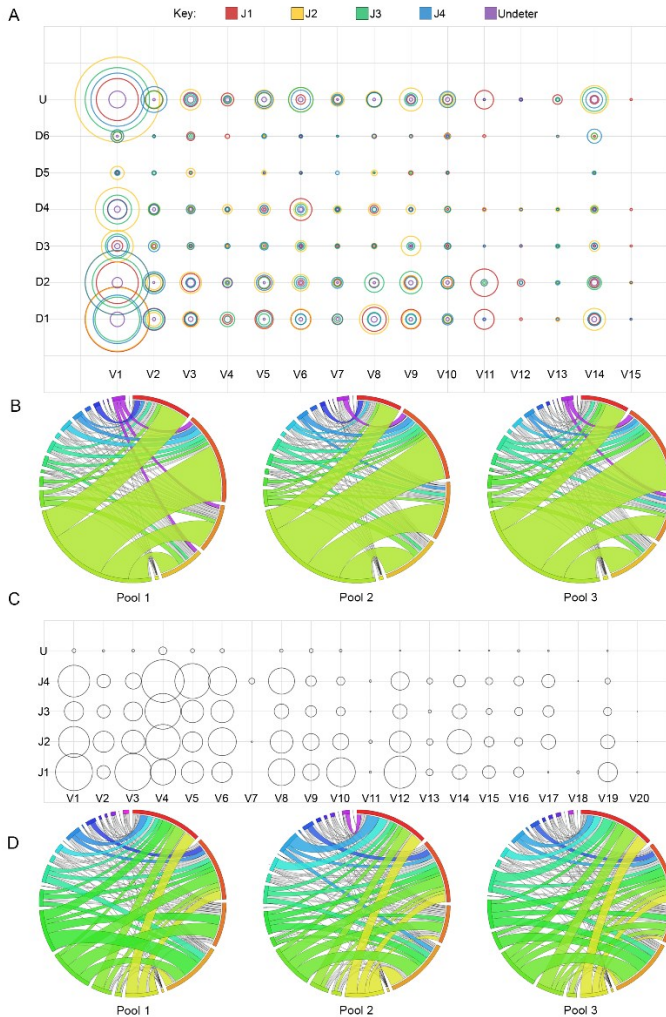 A
Key: J1 J2 J3 J4 Undeter
U
D6
D5
D4
D3
D2
D1
V1 V2 V3 V4 V5 V6 V7 V8 V9 V10 V11 V12 V13 V14 V15
B
Pool 1 Pool 2 Pool 3
C
U
J4
J3
J2
J1
V1 V2 V3 V4 V5 V6 V7 V8 V9 V10 V11 V12 V13 V14 V15 V16 V17 V18 V19 V20
D
Pool 1 Pool 2 Pool 3